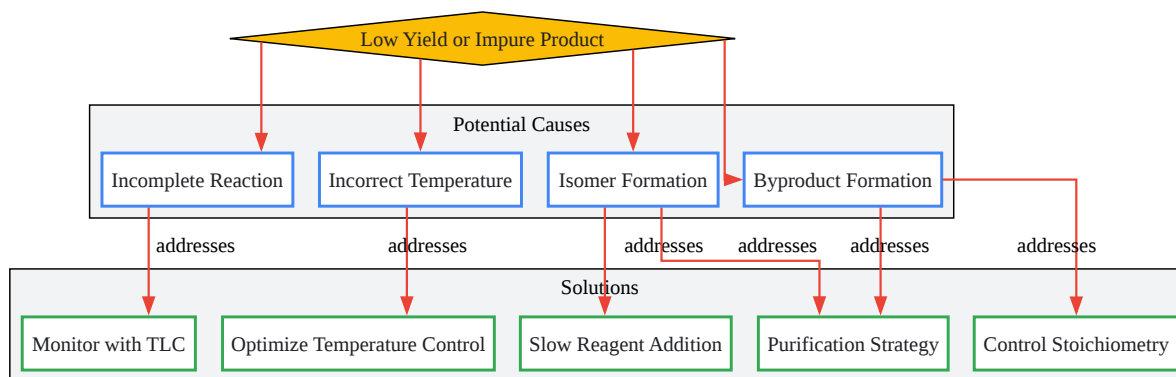 Low Yield or Impure Product
Potential Causes
Incomplete Reaction
Incorrect Temperature
Isomer Formation
Byproduct Formation
addresses
addresses
addresses
addresses
addresses
addresses
Solutions
Monitor with TLC
Optimize Temperature Control
Slow Reagent Addition
Purification Strategy
Control Stoichiometry